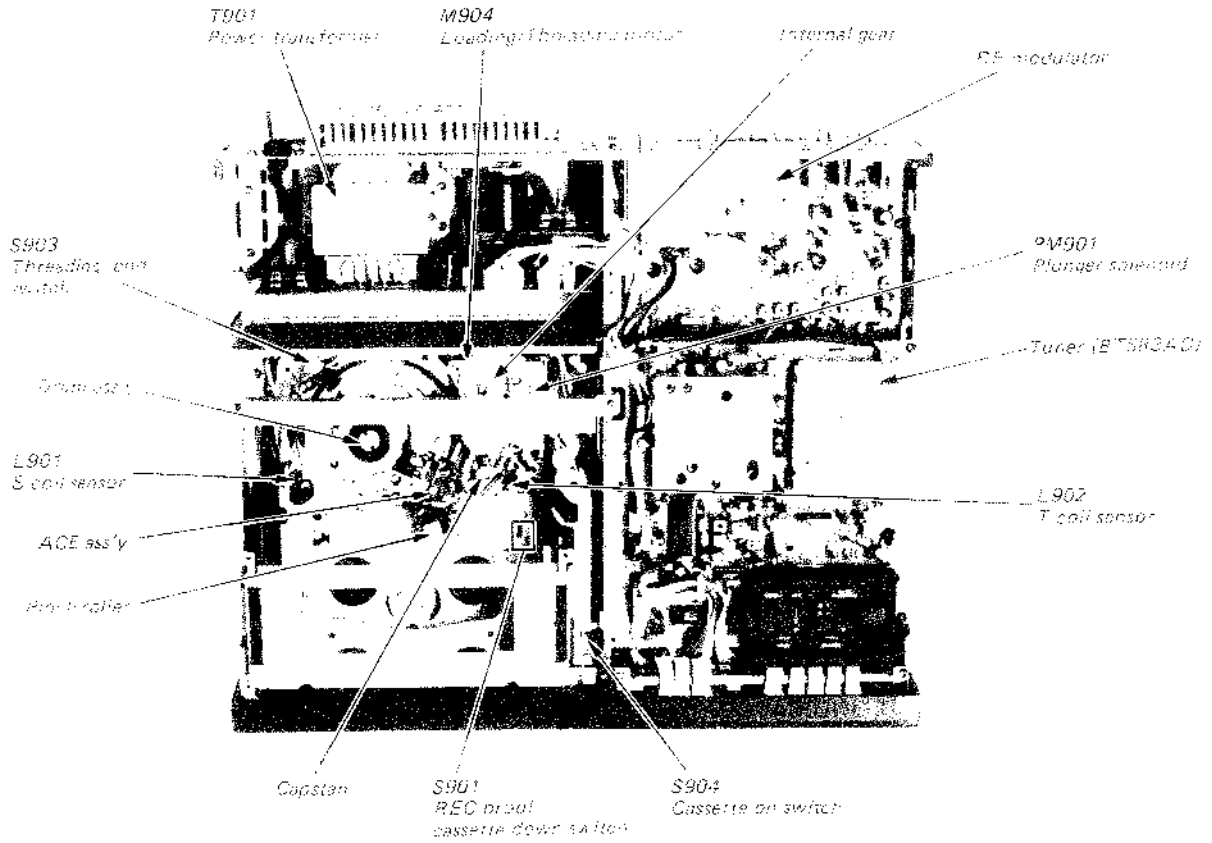 T901
Power transformer
M904
Loading/Threading motor
Internal gear
RF modulator
S903
Threading end
switch
PM901
Plunger solenoid
Tuner
Drum ass'y
L901
S coil sensor
L902
T coil sensor
ACE ass'y
Pinch roller
Capstan
S901
REC proof
cassette down switch
S904
Cassette on switch